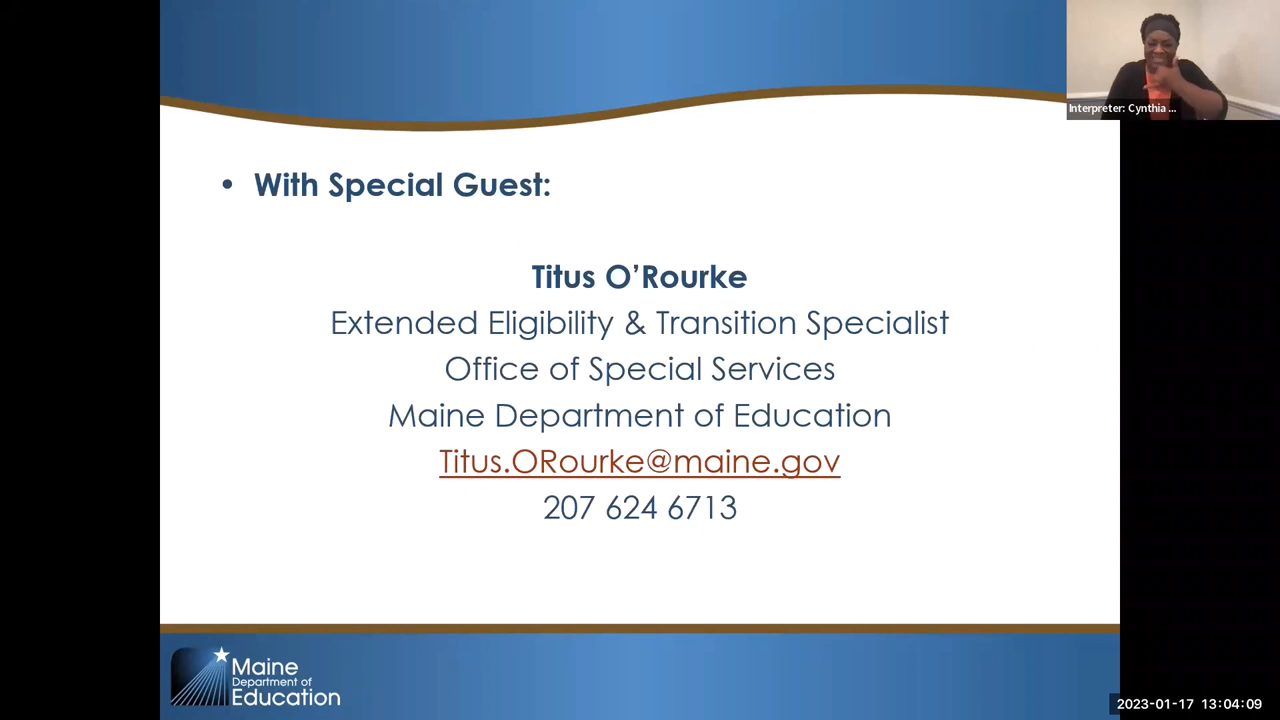 Interpreter: Cynthia ...
• With Special Guest:
Titus O’Rourke
Extended Eligibility & Transition Specialist
Office of Special Services
Maine Department of Education
Titus.ORourke@maine.gov
207 624 6713
Maine
Department of
Education
2023-01-17 13:04:09